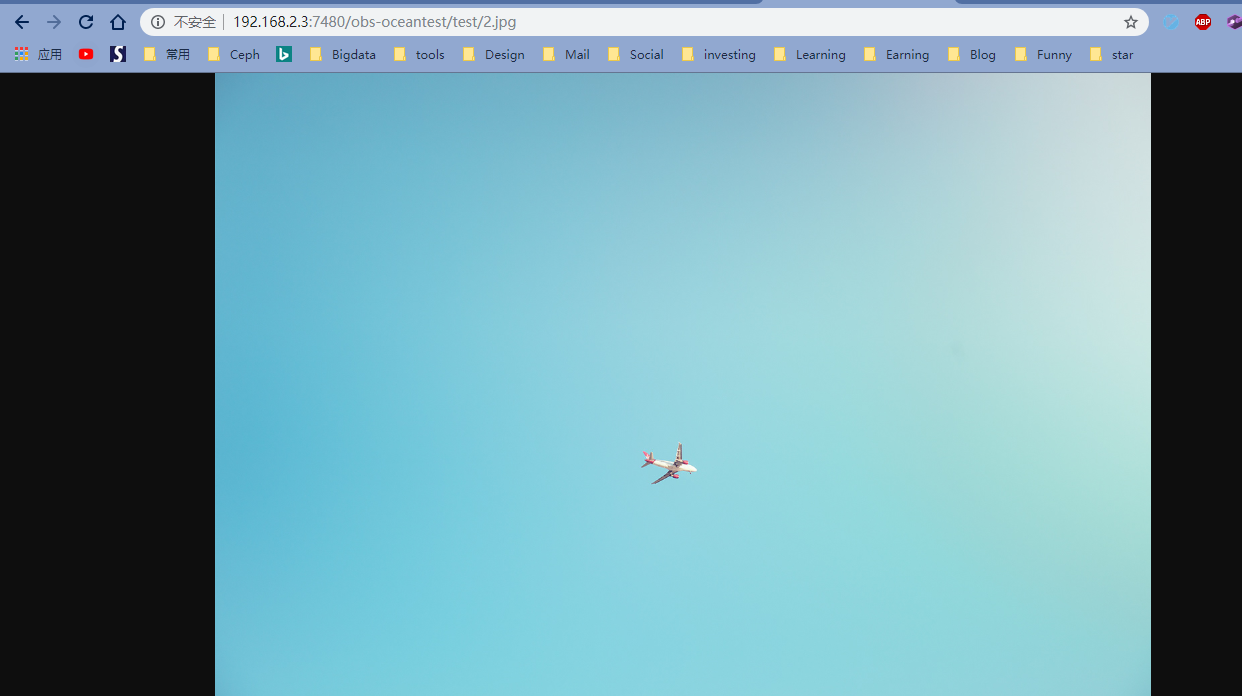 不安全 192.168.2.3:7480/obs-oceantest/test/2.jpg ABP
应用 常用 Ceph Bigdata tools Design Mail Social investing Learning Earning Blog Funny star